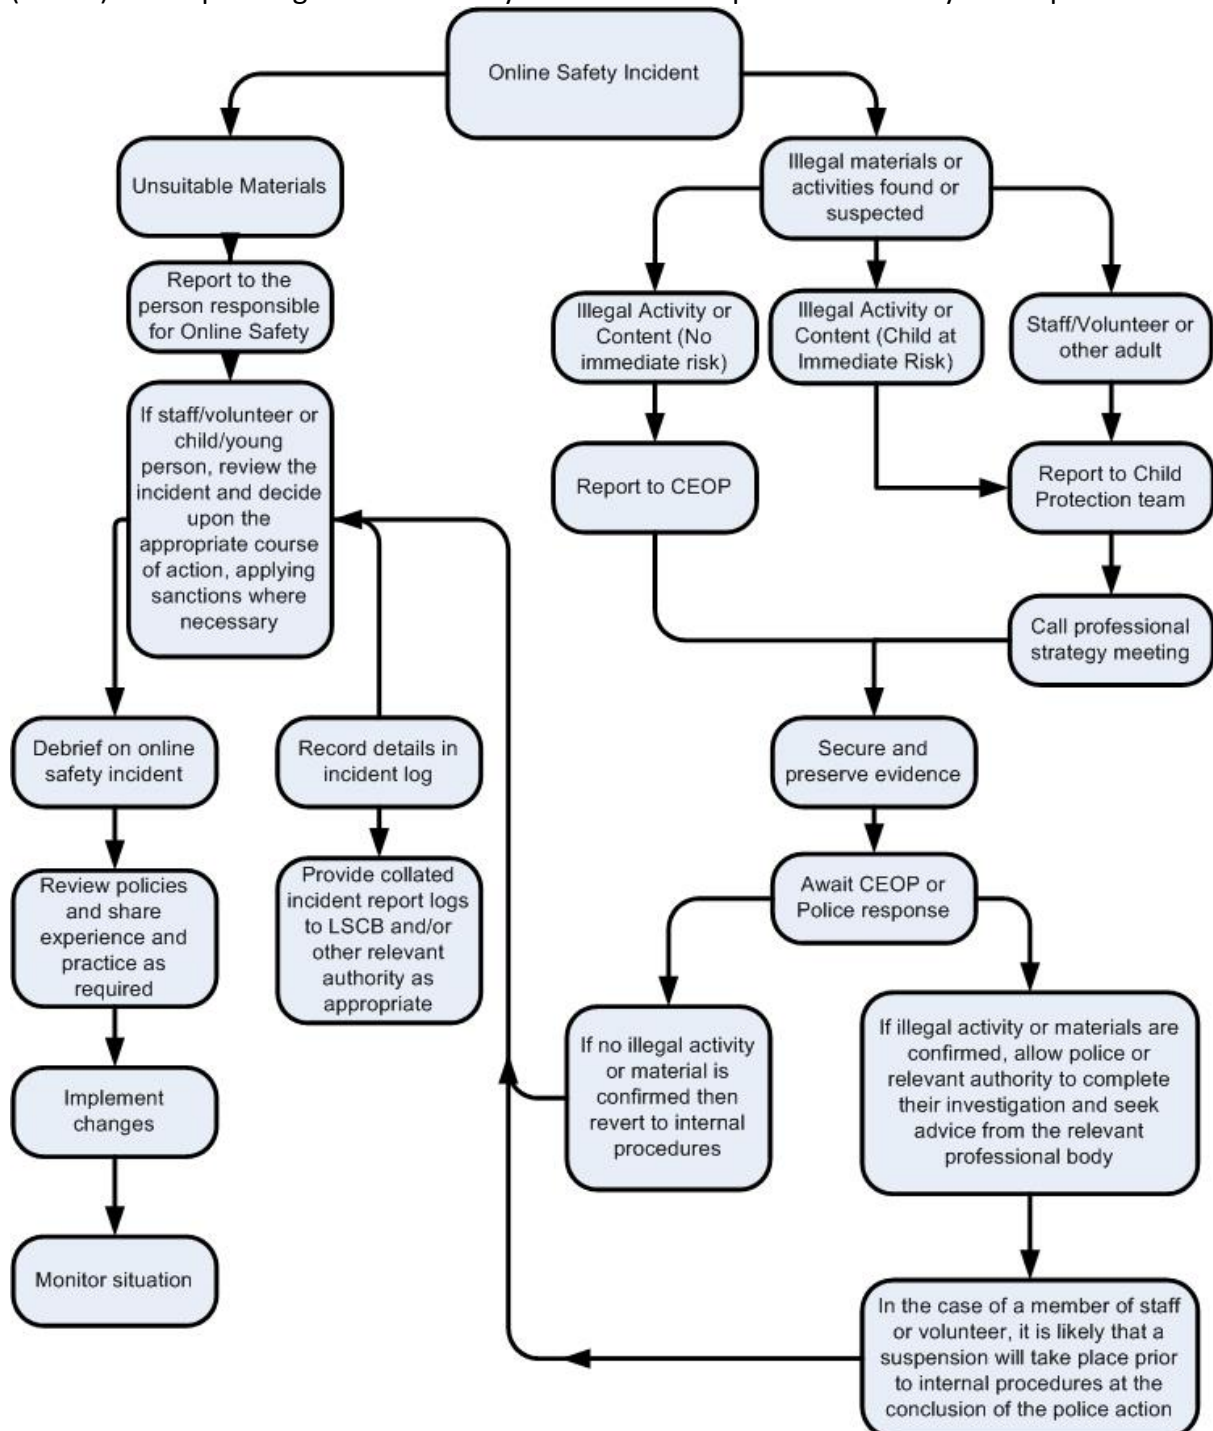 Online Safety Incident
Unsuitable Materials
Report to the
person responsible
for Online Safety
If staff/volunteer or
child/young
person, review the
incident and decide
upon the
appropriate course
of action, applying
sanctions where
necessary
Debrief on online
safety incident
Review policies
and share
experience and
practice as
required
Implement
changes
Monitor situation
Record details in
incident log
Provide collated
incident report logs
to LSCB and/or
other relevant
authority as
appropriate
Illegal materials or
activities found or
suspected
Illegal Activity or
Content (No
immediate risk)
Illegal Activity or
Content (Child at
Immediate Risk)
Staff/Volunteer or
other adult
Report to CEOP
Report to Child
Protection team
Call professional
strategy meeting
Secure and
preserve evidence
Await CEOP or
Police response
If no illegal activity
or material is
confirmed then
revert to internal
procedures
If illegal activity or materials are
confirmed, allow police or
relevant authority to complete
their investigation and seek
advice from the relevant
professional body
In the case of a member of staff
or volunteer, it is likely that a
suspension will take place prior
to internal procedures at the
conclusion of the police action